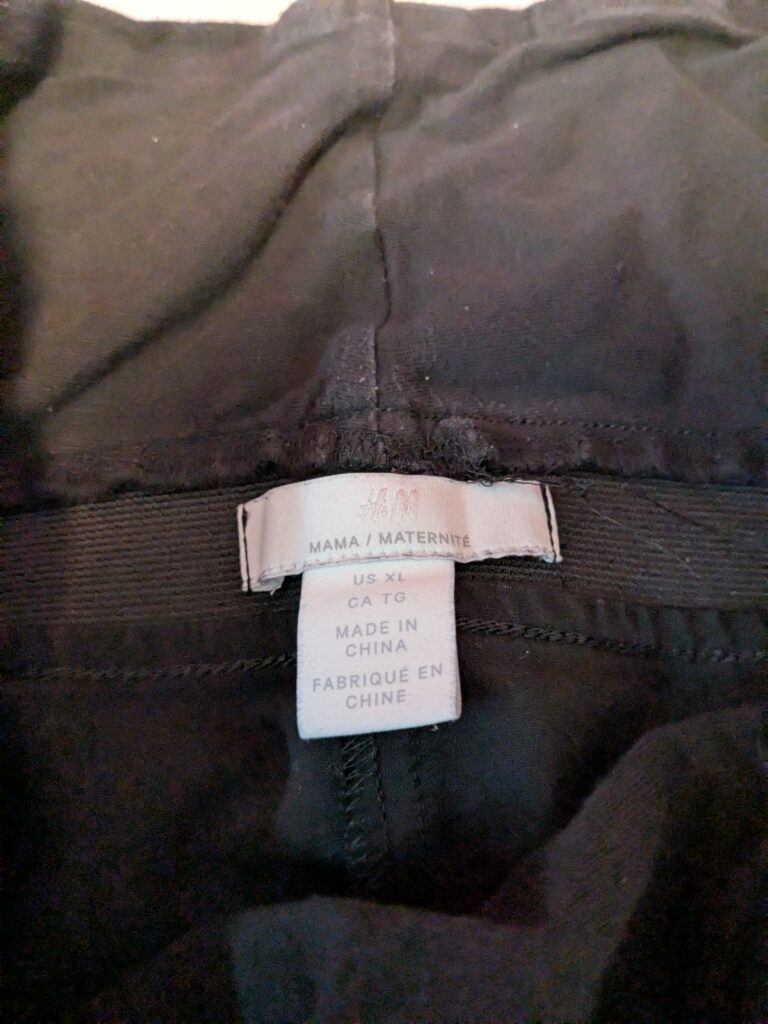 H&M
MAMA / MATERNITÉ
US XL
CA TG
MADE IN
CHINA
FABRIQUÉ EN
CHINE